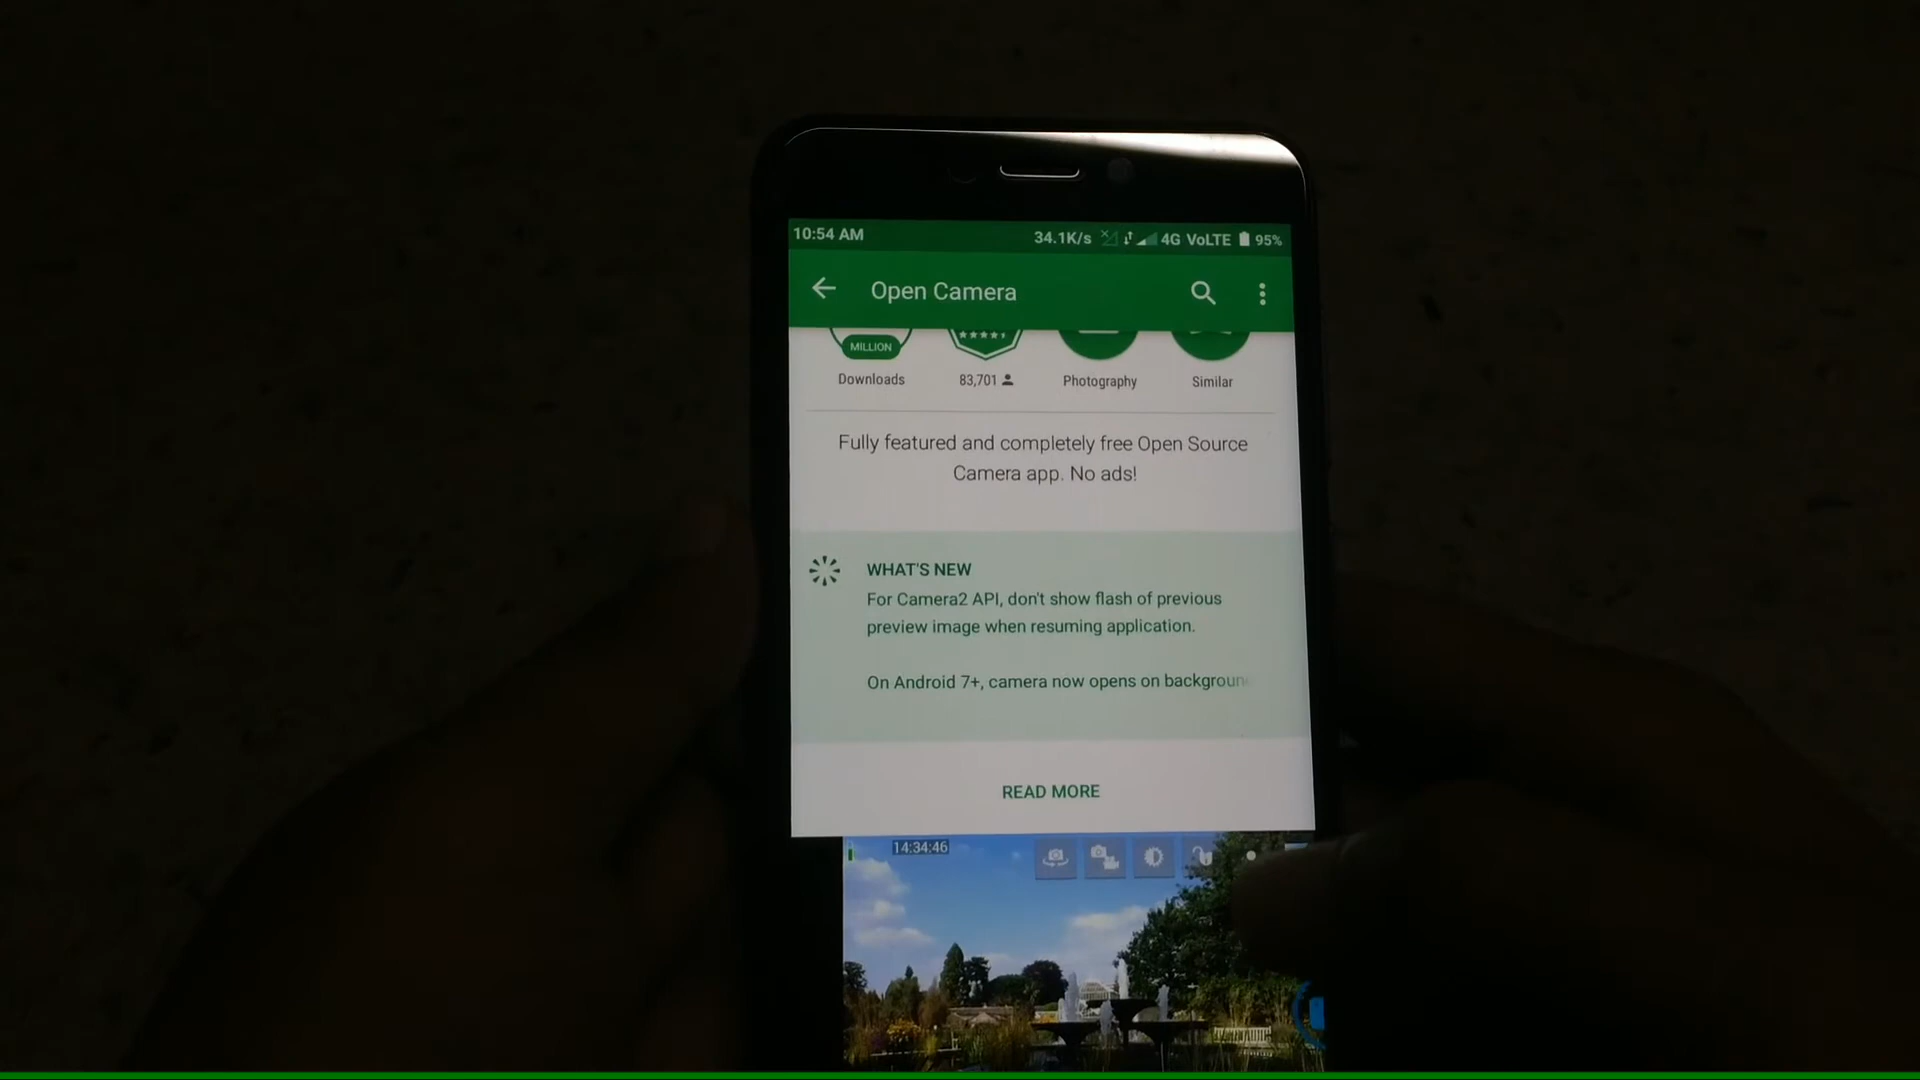 10:54 AM
34.1K/s 4G VoLTE 95%
Open Camera
MILLION
Downloads
83,701
Photography
Similar
Fully featured and completely free Open Source
Camera app. No ads!
WHAT'S NEW
For Camera2 API, don't show flash of previous
preview image when resuming application.
On Android 7+, camera now opens on background
READ MORE
14:34:46